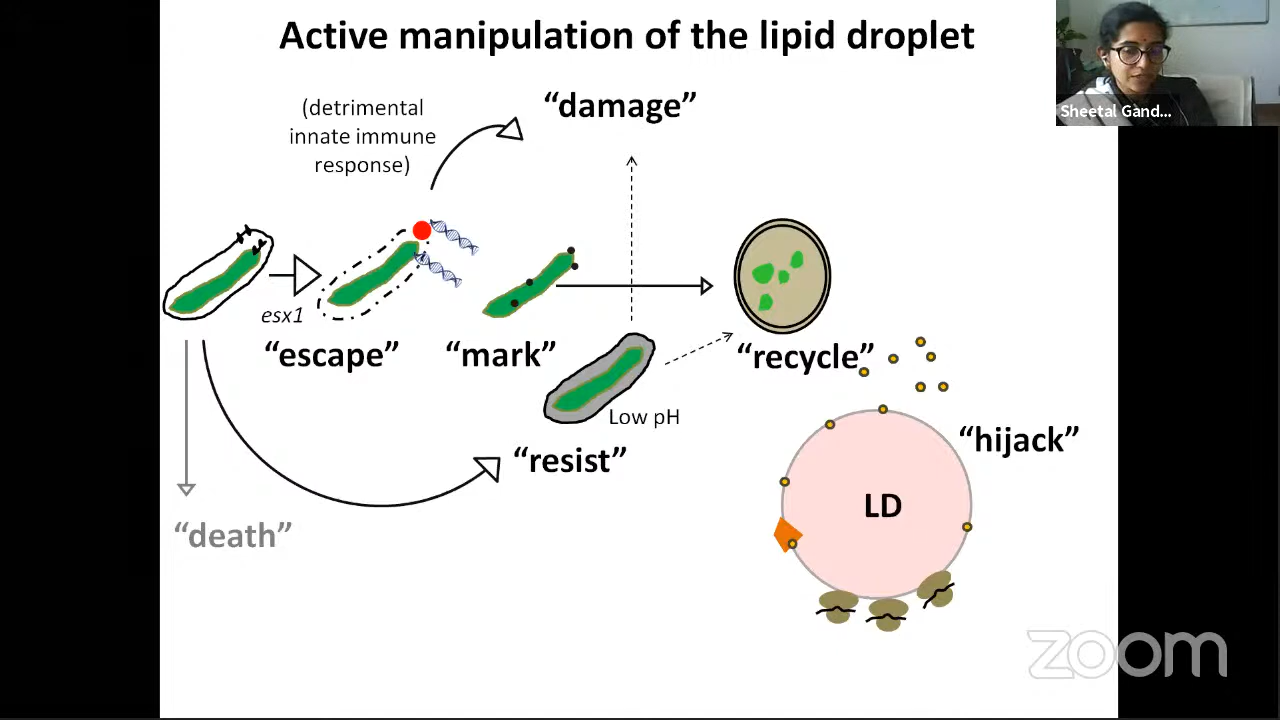 Active manipulation of the lipid droplet
Sheetal Gand...
(detrimental
innate immune
response)
“damage”
esx1
“escape”
“mark”
“recycle”
Low pH
“hijack”
“resist”
LD
“death”
zoom